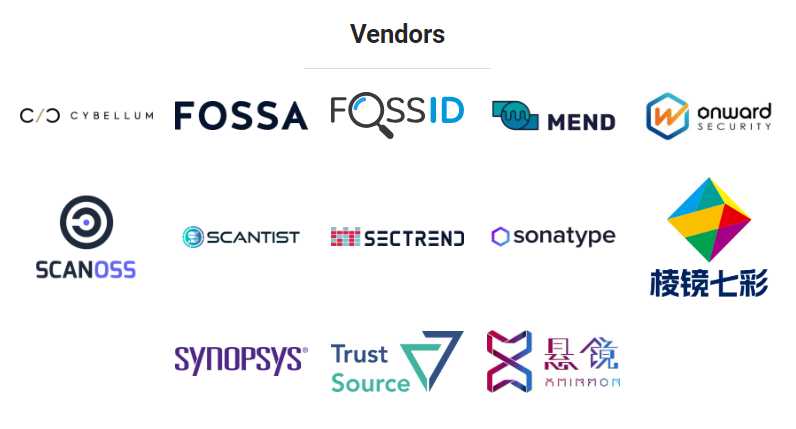 Vendors
C/C CYBELLUM
FOSSA
FOSSID
MEND
onward
SECURITY
SCANOSS
SCANTIST
SECTREND
sonatype
棱镜七彩
SYNOPSYS®
Trust
Source
悬镜
XMIRROR